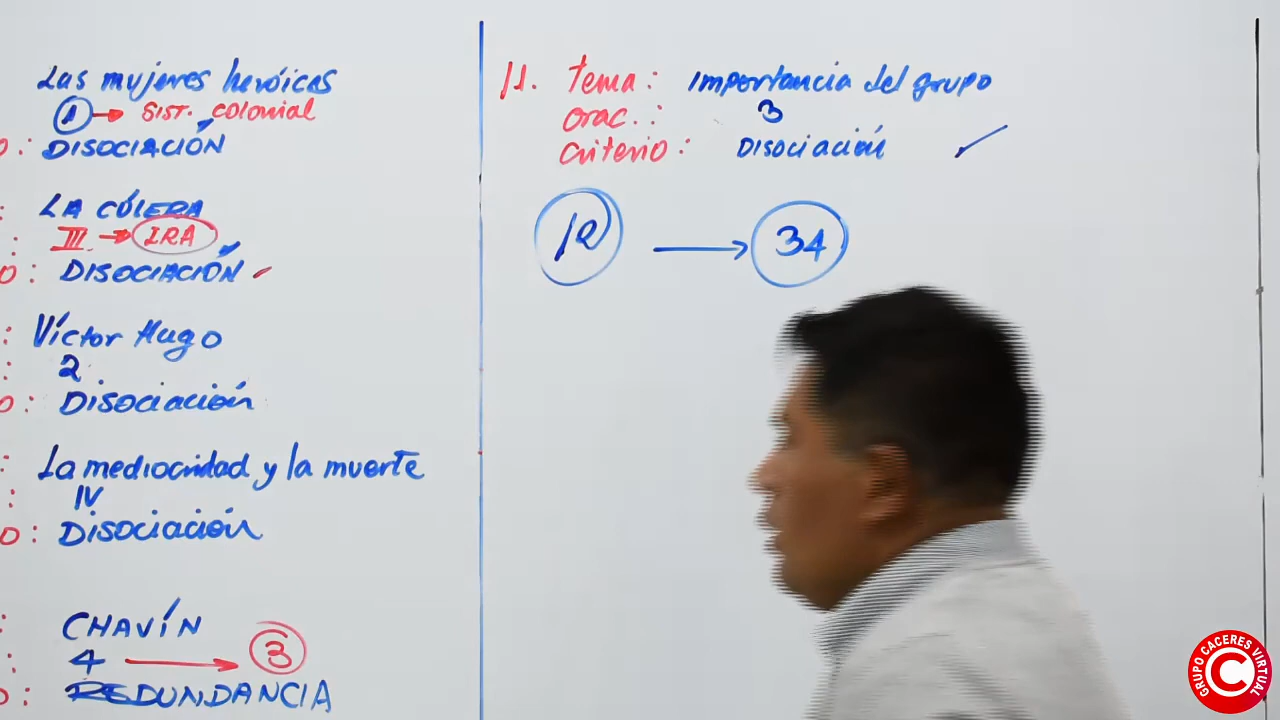 Las mujeres heróicas
1 → SIST. COLONIAL
O: DISOCIACIÓN
: LA CÓLERA
: III → IRA
O: DISOCIACIÓN
: Víctor Hugo
: 2
O: Disociación
: La mediocridad y la muerte
: IV
O: Disociación
: CHAVÍN
: 4 → 3
O: REDUNDANCIA
11. Tema: Importancia del grupo
Orac.: 3
Criterio: Disociación
12 → 34
GRUPO CACERES VIRTUAL
C